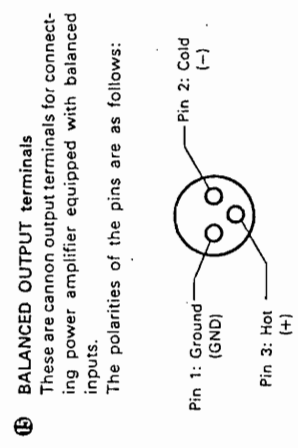 ⑮ BALANCED OUTPUT terminals
These are cannon output terminals for connect-
ing power amplifier equipped with balanced
inputs.
The polarities of the pins are as follows:
Pin 1: Ground
(GND)
Pin 2: Cold
(−)
Pin 3: Hot
(+)